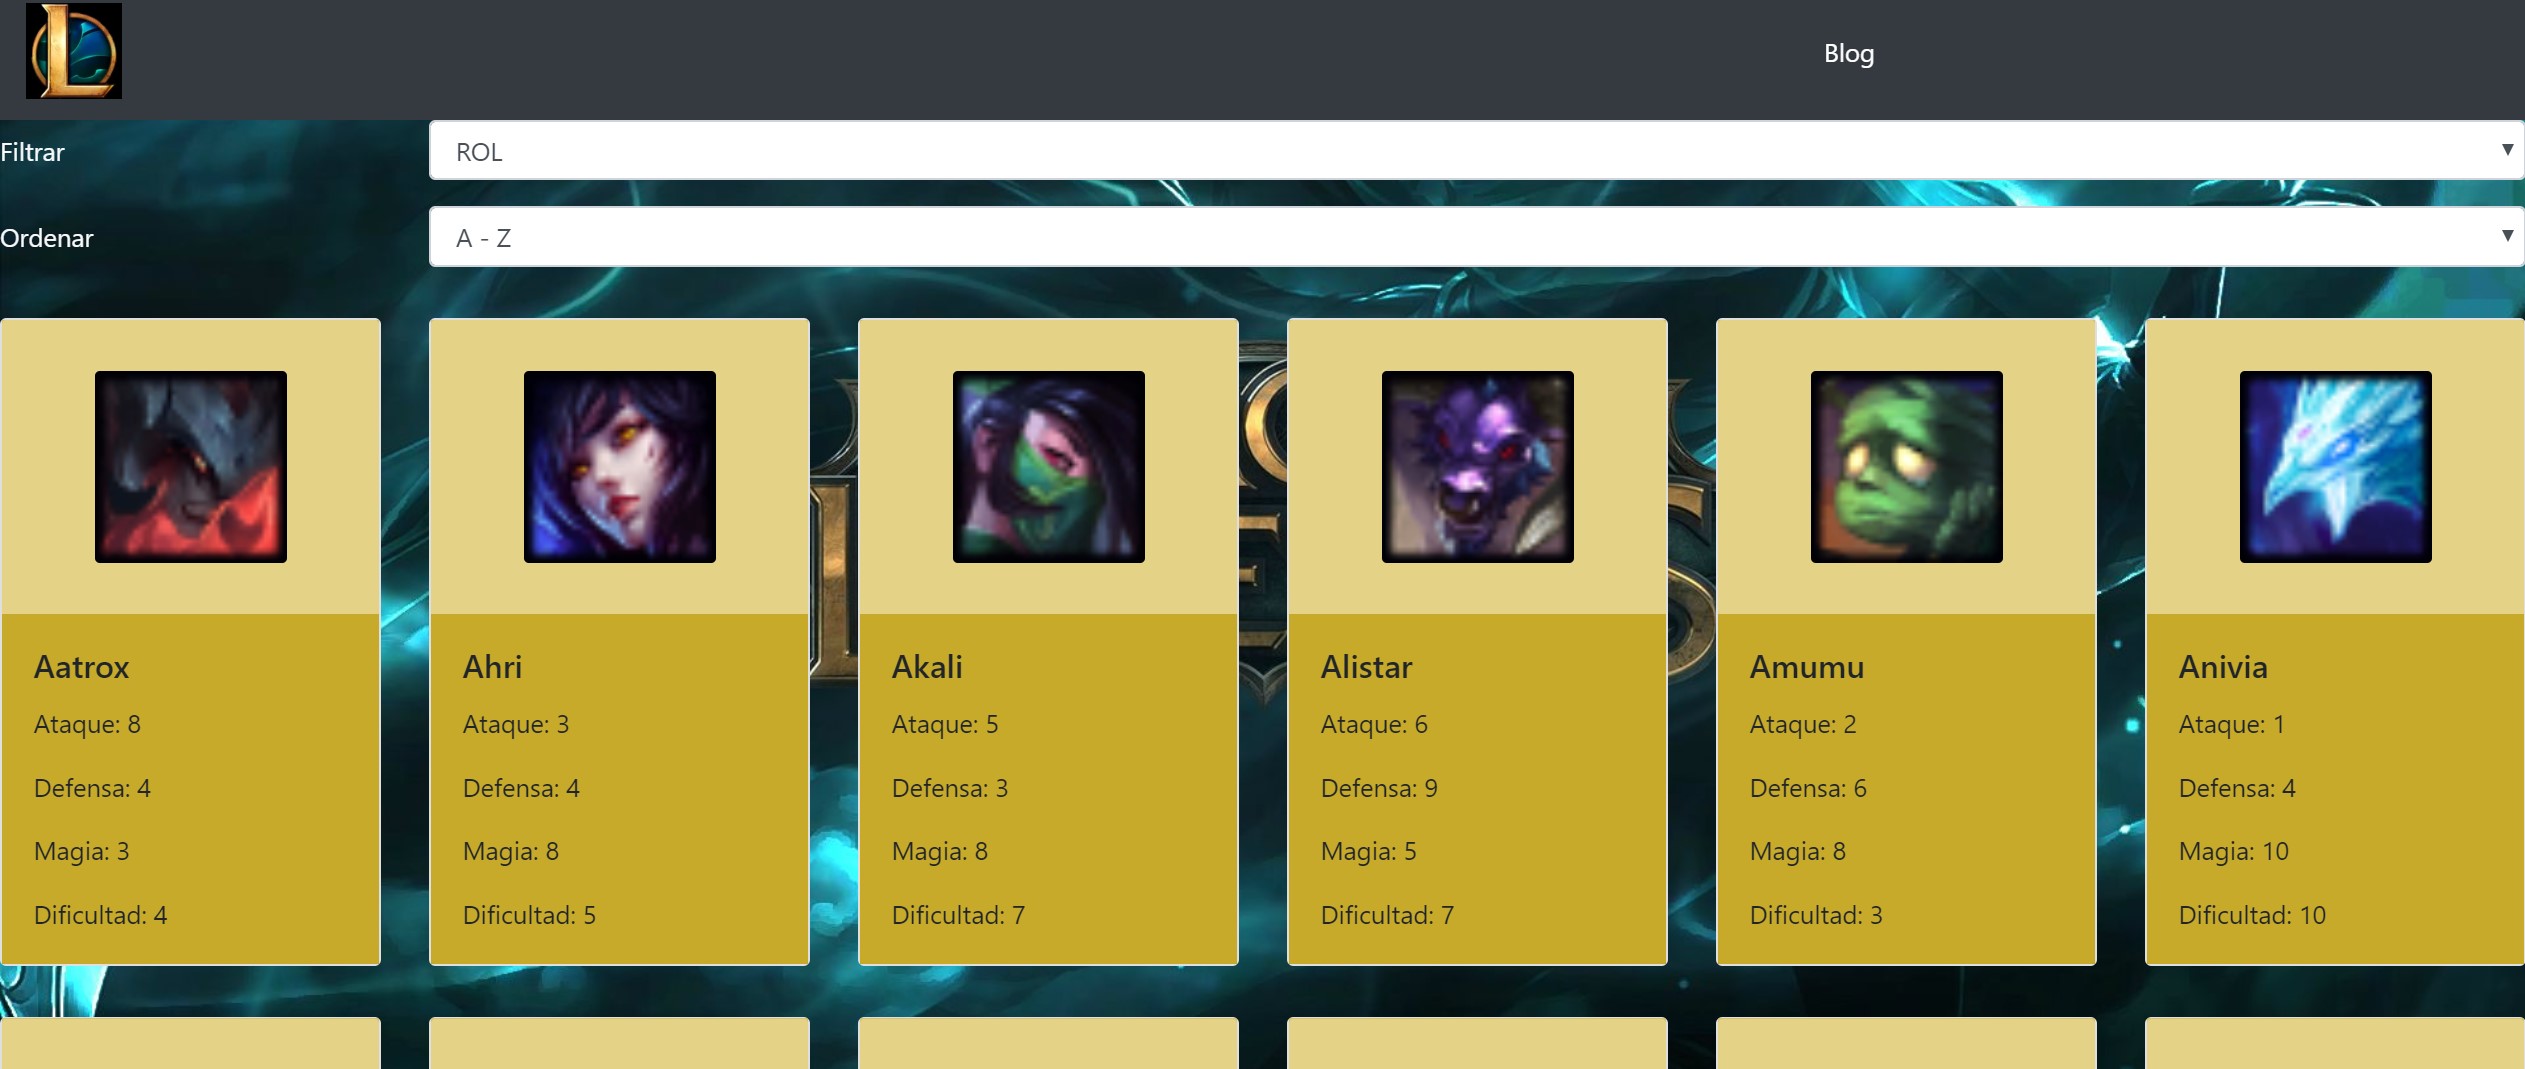 Blog
Filtrar
ROL
Ordenar
A - Z
Aatrox
Ataque: 8
Defensa: 4
Magia: 3
Dificultad: 4
Ahri
Ataque: 3
Defensa: 4
Magia: 8
Dificultad: 5
Akali
Ataque: 5
Defensa: 3
Magia: 8
Dificultad: 7
Alistar
Ataque: 6
Defensa: 9
Magia: 5
Dificultad: 7
Amumu
Ataque: 2
Defensa: 6
Magia: 8
Dificultad: 3
Anivia
Ataque: 1
Defensa: 4
Magia: 10
Dificultad: 10